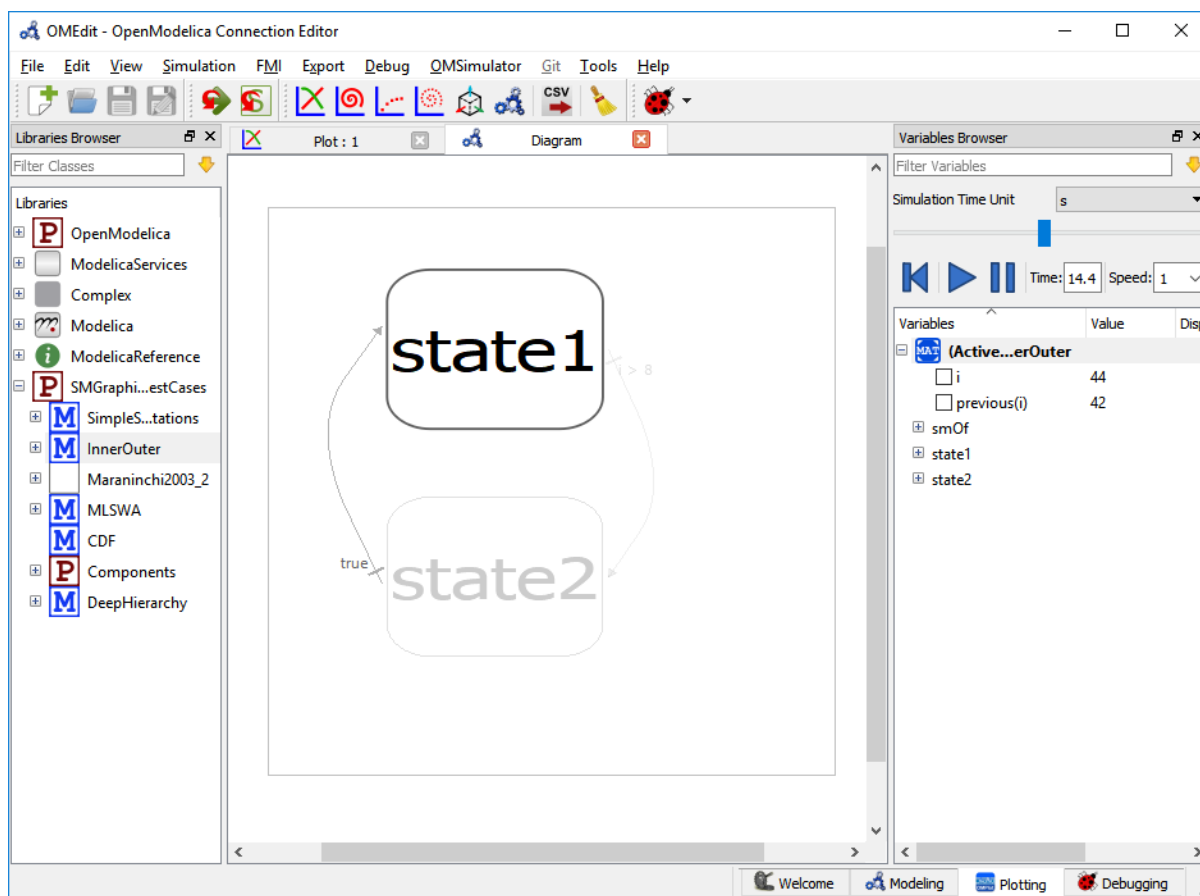 OMEdit - OpenModelica Connection Editor
File Edit View Simulation FMI Export Debug OMSimulator Git Tools Help
CSV
Libraries Browser
Filter Classes
Libraries
P OpenModelica
ModelicaServices
Complex
Modelica
i ModelicaReference
P SMGraphi...estCases
M SimpleS...tations
M InnerOuter
Maraninchi2003_2
M MLSWA
M CDF
P Components
M DeepHierarchy
Plot : 1
Diagram
state1
i > 8
true
state2
Variables Browser
Filter Variables
Simulation Time Unit s
Time: 14.4 Speed: 1
Variables Value Disp
MAT (Active...erOuter
i 44
previous(i) 42
smOf
state1
state2
Welcome Modeling Plotting Debugging